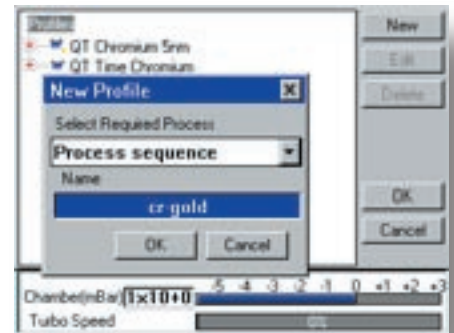 Profiles
New
QT Chromium 5nm
Edit
QT Time Chromium
Delete
New Profile
Select Required Process
Process sequence
Name
cr-gold
OK
Cancel
OK
Cancel
Chamber(mBar) 1x10+0 -5 -4 -3 -2 -1 0 +1 +2 +3
Turbo Speed 0%